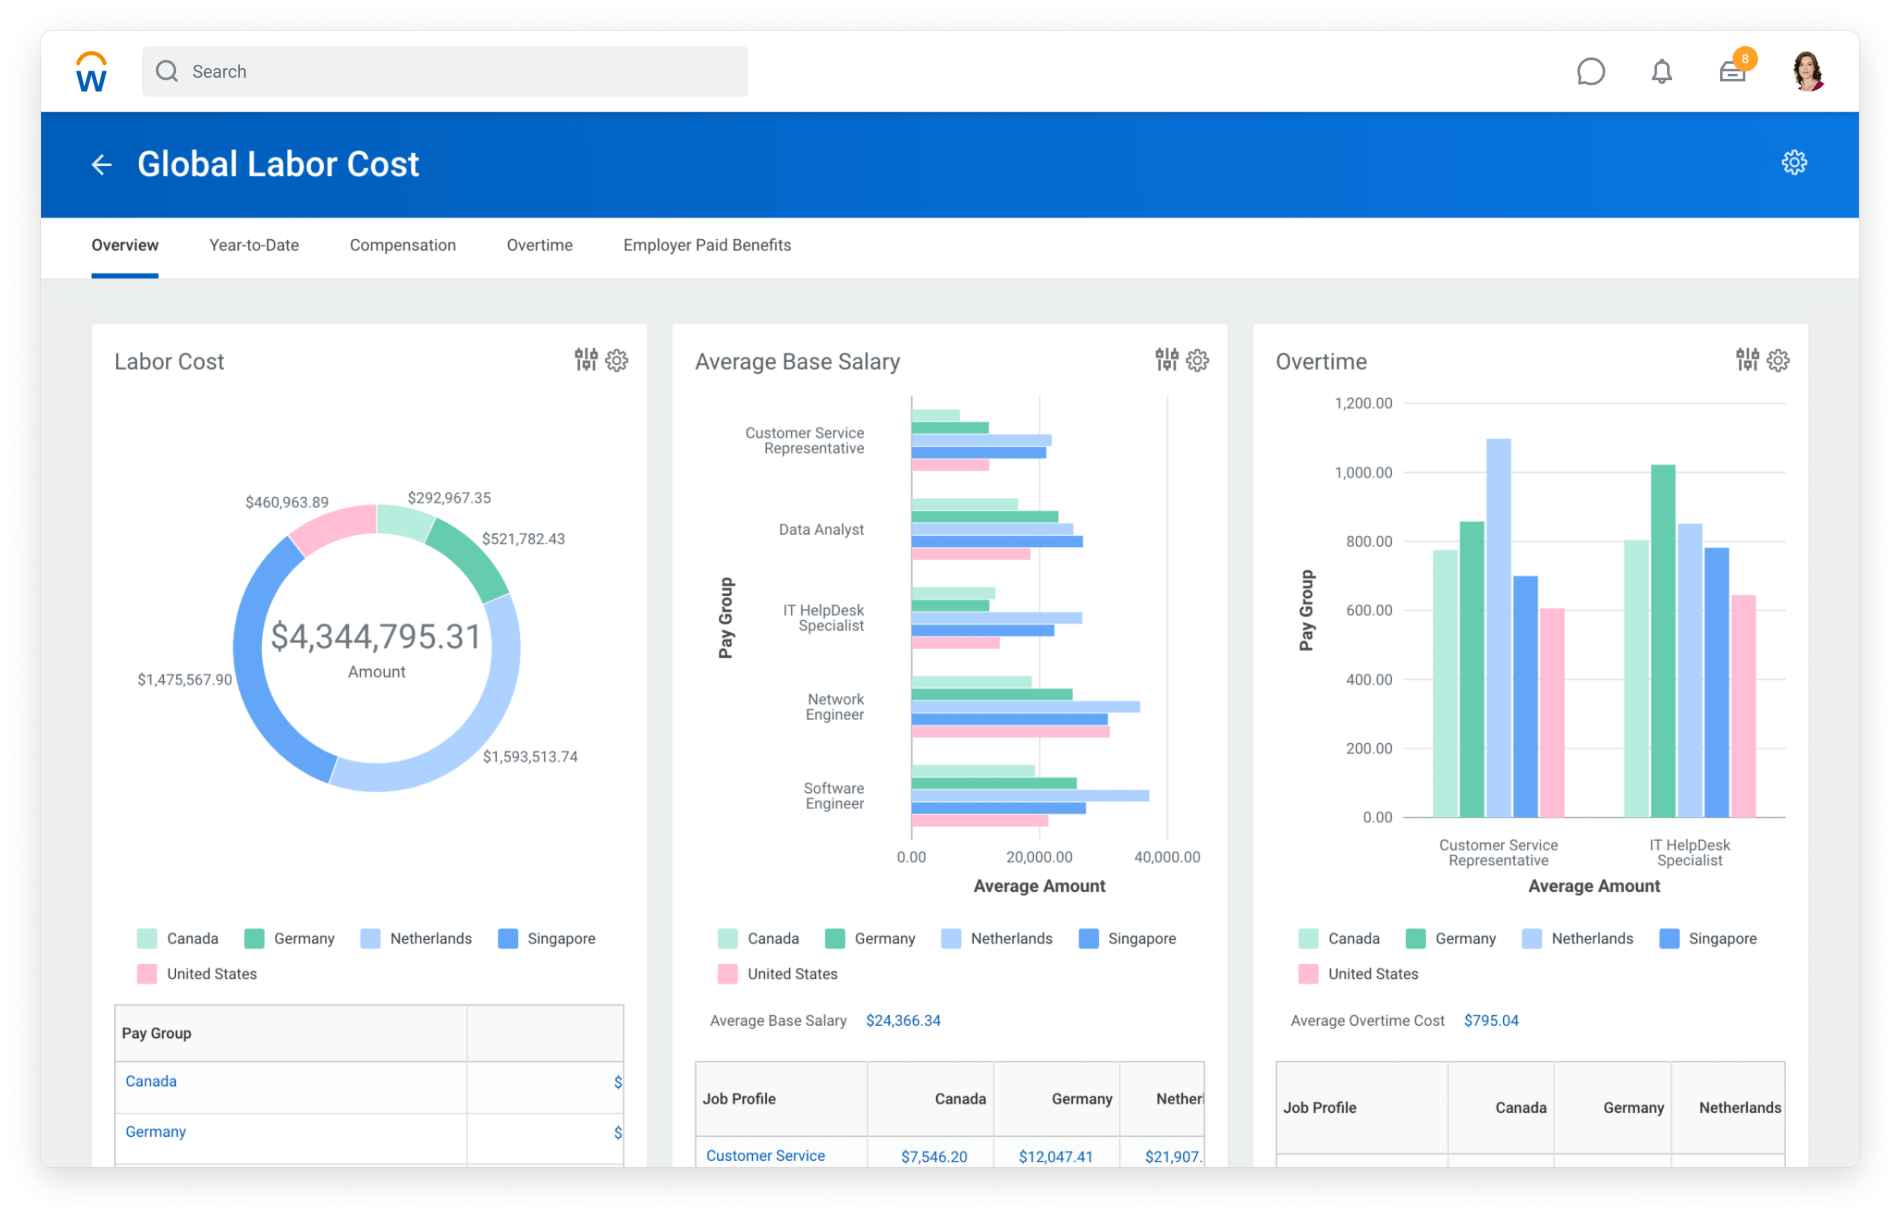 W
Search
8
Global Labor Cost
Overview
Year-to-Date
Compensation
Overtime
Employer Paid Benefits
Labor Cost
$460,963.89
$292,967.35
$521,782.43
$4,344,795.31
Amount
$1,475,567.90
$1,593,513.74
Canada
Germany
Netherlands
Singapore
United States
Pay Group
Canada
$
Germany
$
Average Base Salary
Pay Group
Customer Service
Representative
Data Analyst
IT HelpDesk
Specialist
Network
Engineer
Software
Engineer
0.00
20,000.00
40,000.00
Average Amount
Canada
Germany
Netherlands
Singapore
United States
Average Base Salary
$24,366.34
Job Profile
Canada
Germany
Netherl
Customer Service
$7,546.20
$12,047.41
$21,907.
Overtime
Pay Group
1,200.00
1,000.00
800.00
600.00
400.00
200.00
0.00
Customer Service
Representative
IT HelpDesk
Specialist
Average Amount
Canada
Germany
Netherlands
Singapore
United States
Average Overtime Cost
$795.04
Job Profile
Canada
Germany
Netherlands